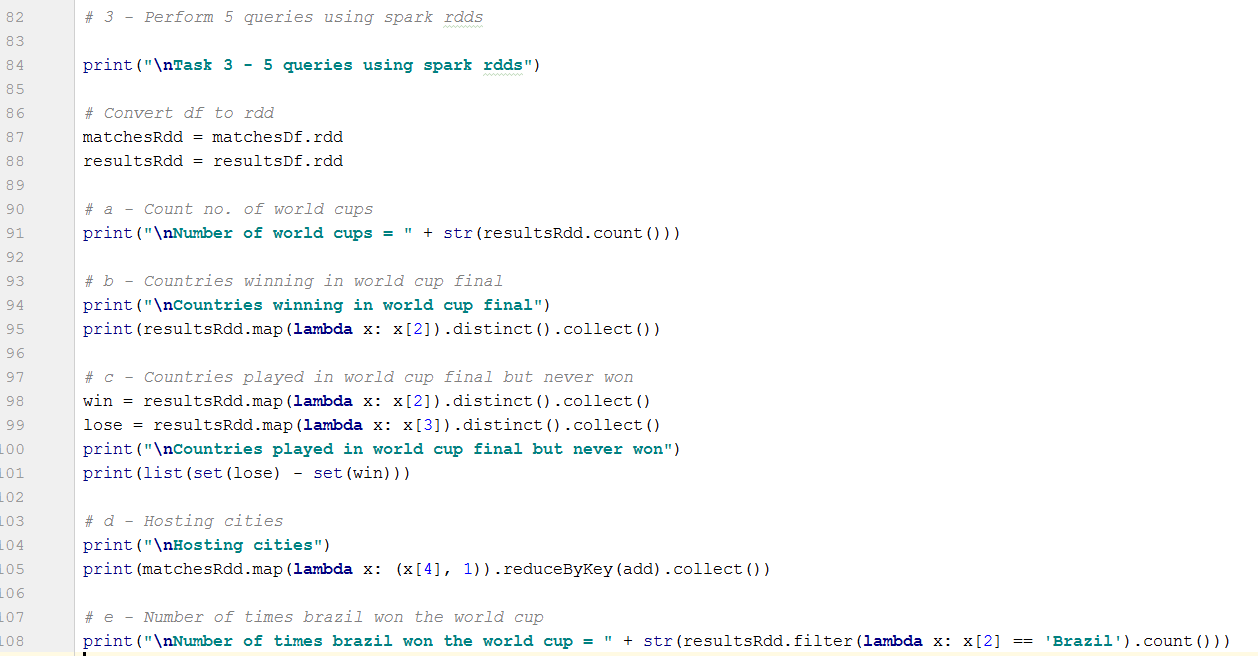 82 # 3 - Perform 5 queries using spark rdds
83
84 print("\nTask 3 - 5 queries using spark rdds")
85
86 # Convert df to rdd
87 matchesRdd = matchesDf.rdd
88 resultsRdd = resultsDf.rdd
89
90 # a - Count no. of world cups
91 print("\nNumber of world cups = " + str(resultsRdd.count()))
92
93 # b - Countries winning in world cup final
94 print("\nCountries winning in world cup final")
95 print(resultsRdd.map(lambda x: x[2]).distinct().collect())
96
97 # c - Countries played in world cup final but never won
98 win = resultsRdd.map(lambda x: x[2]).distinct().collect()
99 lose = resultsRdd.map(lambda x: x[3]).distinct().collect()
100 print("\nCountries played in world cup final but never won")
101 print(list(set(lose) - set(win)))
102
103 # d - Hosting cities
104 print("\nHosting cities")
105 print(matchesRdd.map(lambda x: (x[4], 1)).reduceByKey(add).collect())
106
107 # e - Number of times brazil won the world cup
108 print("\nNumber of times brazil won the world cup = " + str(resultsRdd.filter(lambda x: x[2] == 'Brazil').count()))